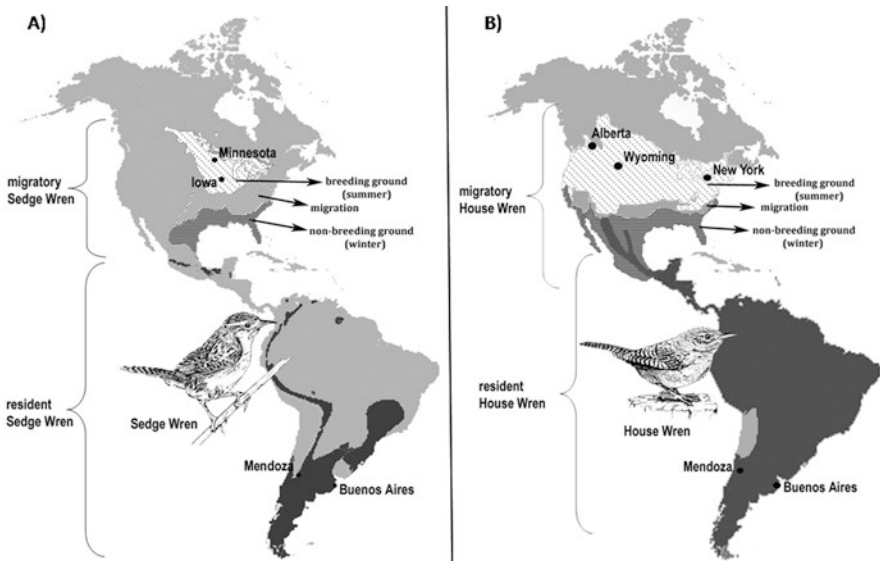 A)
Minnesota
Iowa
migratory
Sedge Wren
breeding ground
(summer)
migration
non-breeding ground
(winter)
resident
Sedge Wren
Sedge Wren
Mendoza
Buenos Aires
B)
Alberta
Wyoming
New York
migratory
House Wren
breeding ground
(summer)
migration
non-breeding ground
(winter)
resident
House Wren
House Wren
Mendoza
Buenos Aires